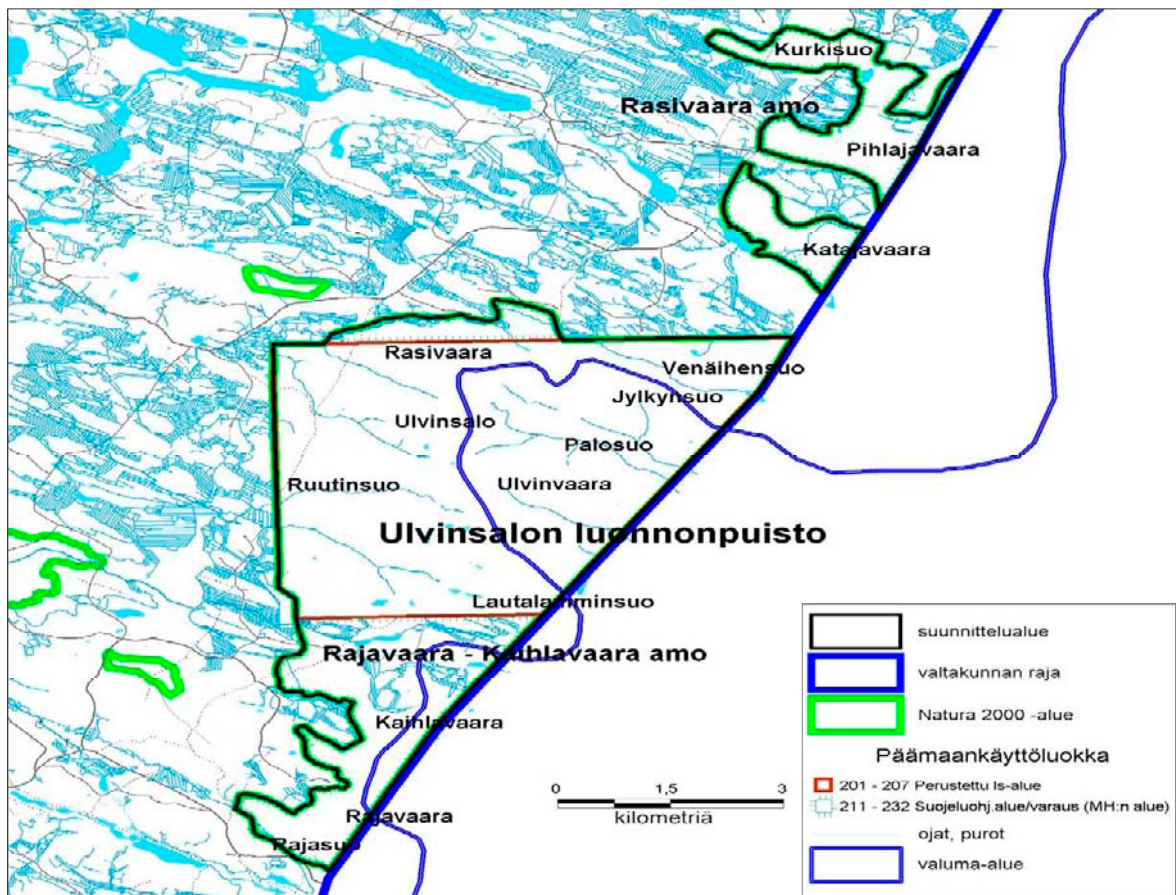 Kurkisuo
Rasivaara amo
Pihlajavaara
Katajavaara
Rasivaara
Venäihensuo
Jylkynsuo
Ulvinsalo
Palosuo
Ruutinsuo
Ulvinvaara
Ulvinsalon luonnonpuisto
Lautalamminsuo
Rajavaara - Kaihlavaara amo
Kaihlavaara
Rajavaara
Rajasuo
0 1,5 3
kilometriä
suunnittelualue
valtakunnan raja
Natura 2000 -alue
Päämaankäyttöluokka
201 - 207 Perustettu ls-alue
211 - 232 Suojeluohj.alue/varaus (MH:n alue)
ojat, purot
valuma-alue